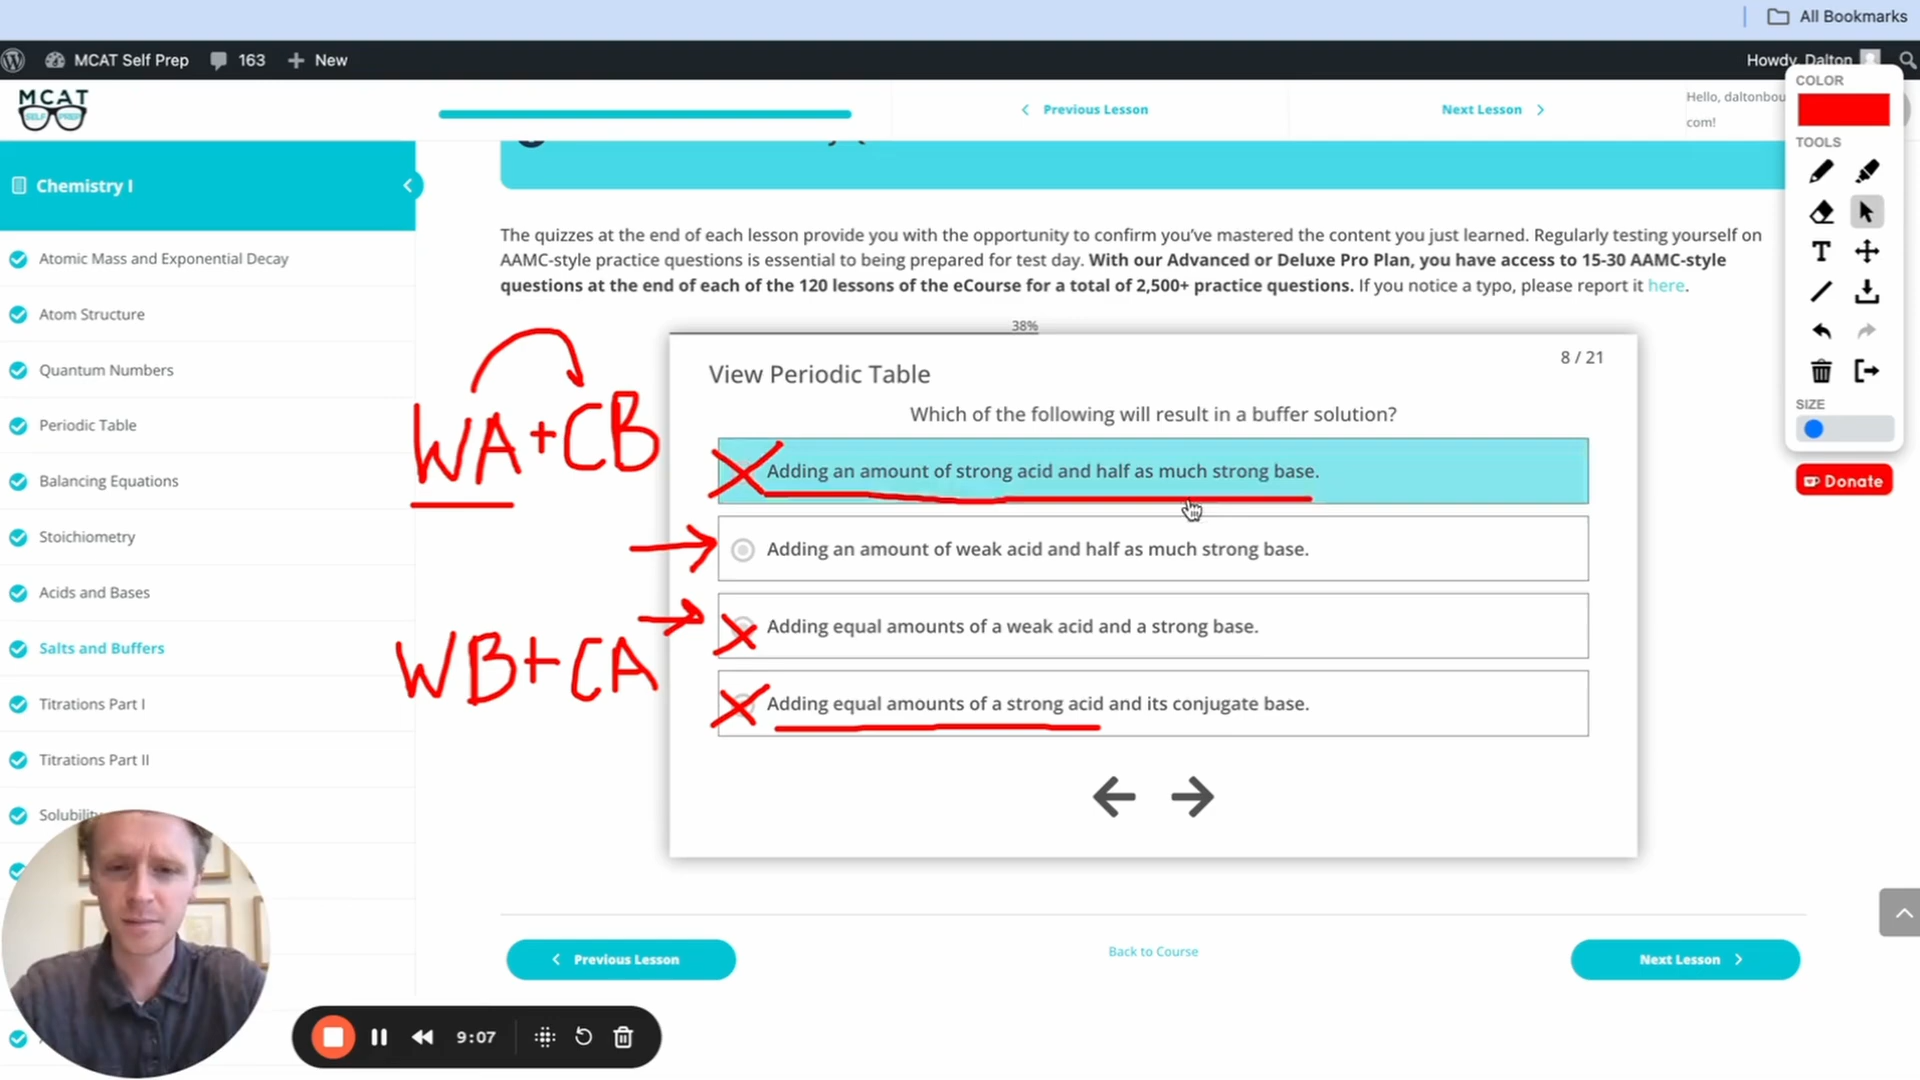 All Bookmarks
MCAT Self Prep
163
New
Howdy, Dalton
MCAT
SELF PREP
Previous Lesson
Next Lesson
Hello, daltonbou
com!
COLOR
TOOLS
SIZE
Donate
Chemistry I
Atomic Mass and Exponential Decay
Atom Structure
Quantum Numbers
Periodic Table
Balancing Equations
Stoichiometry
Acids and Bases
Salts and Buffers
Titrations Part I
Titrations Part II
Solubility
The quizzes at the end of each lesson provide you with the opportunity to confirm you've mastered the content you just learned. Regularly testing yourself on
AAMC-style practice questions is essential to being prepared for test day. With our Advanced or Deluxe Pro Plan, you have access to 15-30 AAMC-style
questions at the end of each of the 120 lessons of the eCourse for a total of 2,500+ practice questions. If you notice a typo, please report it here.
38%
8 / 21
View Periodic Table
Which of the following will result in a buffer solution?
WA+CB
Adding an amount of strong acid and half as much strong base.
Adding an amount of weak acid and half as much strong base.
Adding equal amounts of a weak acid and a strong base.
WB+CA
Adding equal amounts of a strong acid and its conjugate base.
Previous Lesson
Back to Course
Next Lesson
9:07